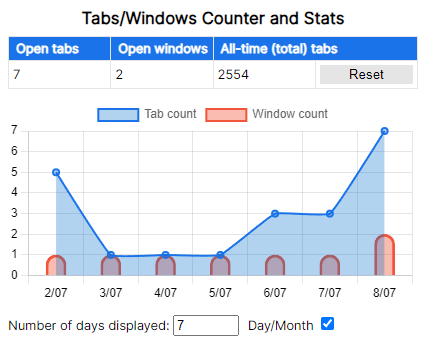 Tabs/Windows Counter and Stats
Open tabs Open windows All-time (total) tabs
7 2 2554 Reset
Tab count Window count
7
6
5
4
3
2
1
0
2/07 3/07 4/07 5/07 6/07 7/07 8/07
Number of days displayed: 7 Day/Month